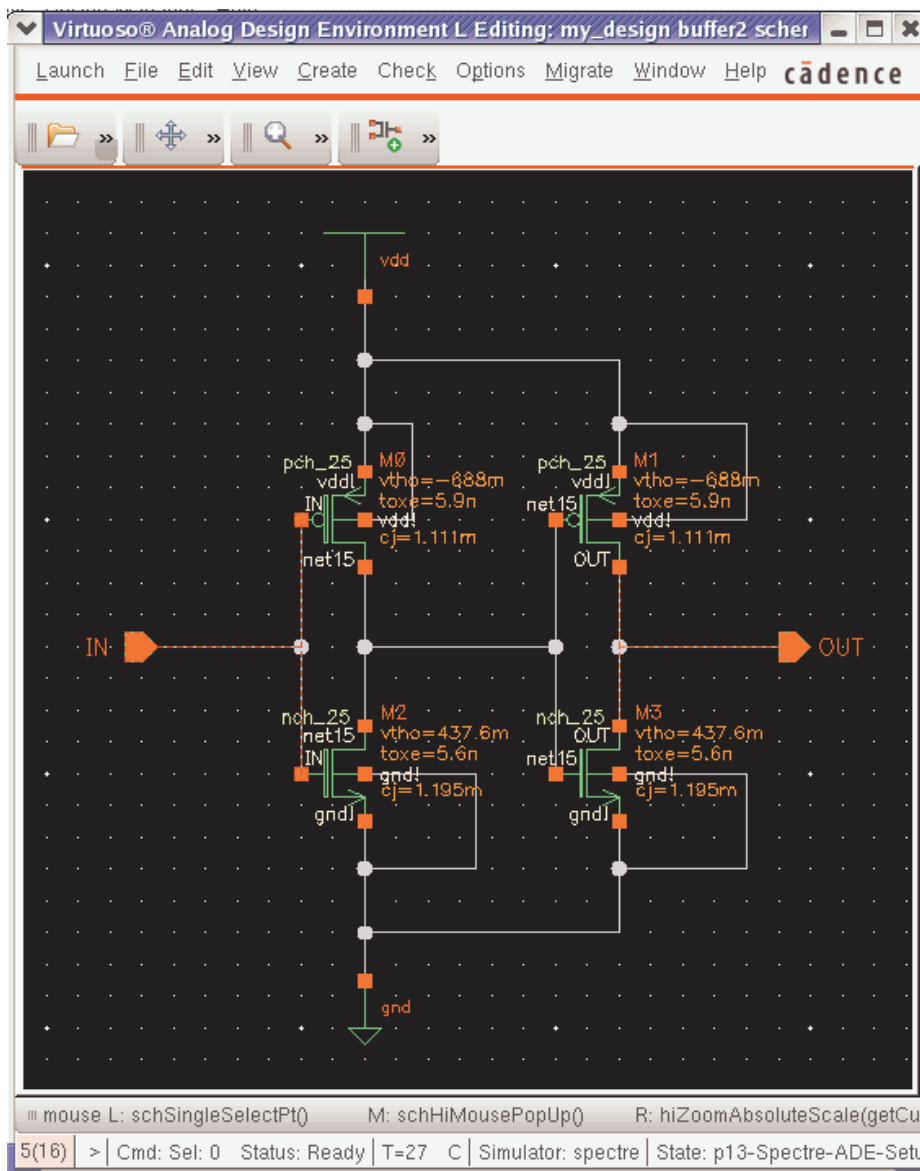 Virtuoso® Analog Design Environment L Editing: my_design buffer2 scher
Launch File Edit View Create Check Options Migrate Window Help cādence
» » » »
vdd
pch_25 M0
vdd! vtho=-688m
IN toxe=5.9n
vdd!
cj=1.111m
net15
pch_25 M1
vdd! vtho=-688m
net15 toxe=5.9n
vdd!
cj=1.111m
OUT
IN OUT
nch_25 M2
net15 vtho=437.6m
IN toxe=5.6n
gnd!
cj=1.195m
gnd!
nch_25 M3
OUT vtho=437.6m
net15 toxe=5.6n
gnd!
cj=1.195m
gnd!
gnd
mouse L: schSingleSelectPt() M: schHiMousePopUp() R: hiZoomAbsoluteScale(getCu
5(16) > Cmd: Sel: 0 Status: Ready T=27 C Simulator: spectre State: p13-Spectre-ADE-Setu